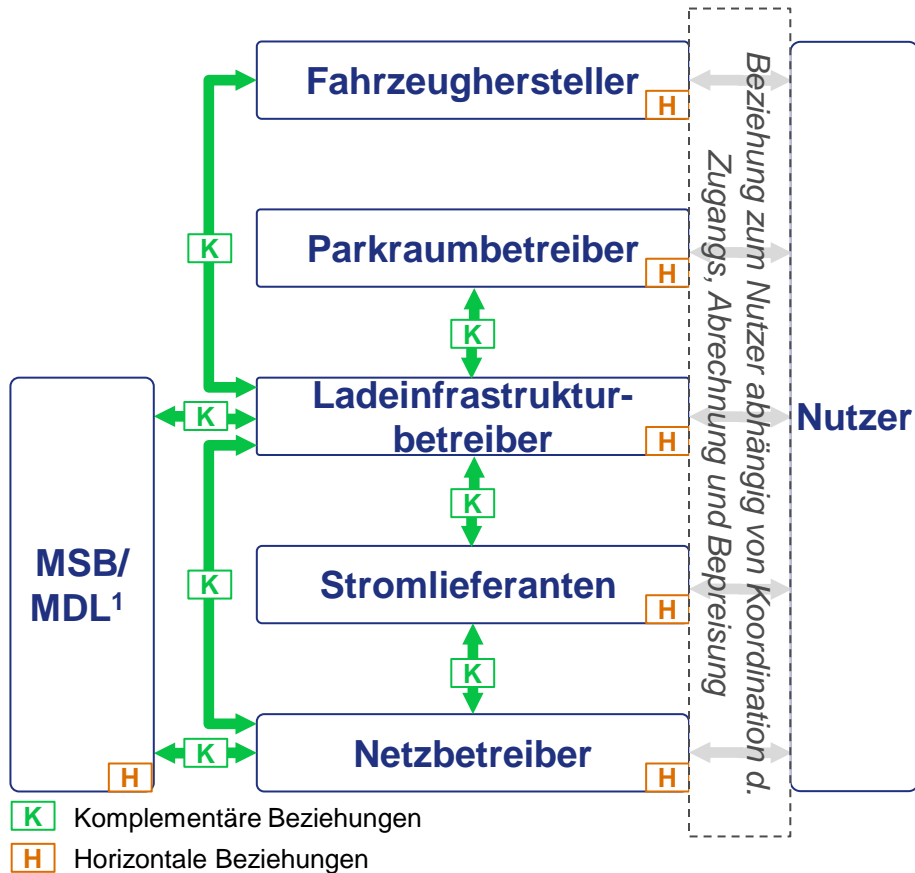 Fahrzeughersteller
H
K
Parkraumbetreiber
H
K
Ladeinfrastruktur-
betreiber
H
K
K
K
Stromlieferanten
H
K
Netzbetreiber
H
K
MSB/
MDL¹
H
Beziehung zum Nutzer abhängig von Koordination d.
Zugangs, Abrechnung und Bepreisung
Nutzer
K Komplementäre Beziehungen
H Horizontale Beziehungen